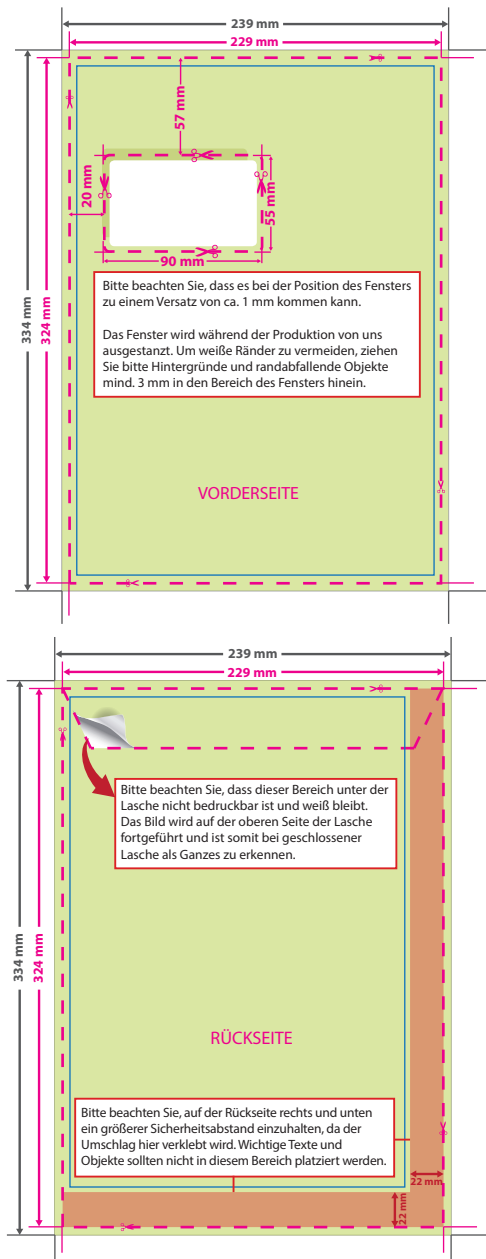 239 mm
229 mm
57 mm
20 mm
55 mm
90 mm
334 mm
324 mm
Bitte beachten Sie, dass es bei der Position des Fensters
zu einem Versatz von ca. 1 mm kommen kann.
Das Fenster wird während der Produktion von uns
ausgestanzt. Um weiße Ränder zu vermeiden, ziehen
Sie bitte Hintergründe und randabfallende Objekte
mind. 3 mm in den Bereich des Fensters hinein.
VORDERSEITE
239 mm
229 mm
Bitte beachten Sie, dass dieser Bereich unter der
Lasche nicht bedruckbar ist und weiß bleibt.
Das Bild wird auf der oberen Seite der Lasche
fortgeführt und ist somit bei geschlossener
Lasche als Ganzes zu erkennen.
334 mm
324 mm
RÜCKSEITE
Bitte beachten Sie, auf der Rückseite rechts und unten
ein größerer Sicherheitsabstand einzuhalten, da der
Umschlag hier verklebt wird. Wichtige Texte und
Objekte sollten nicht in diesem Bereich platziert werden.
22 mm
22 mm